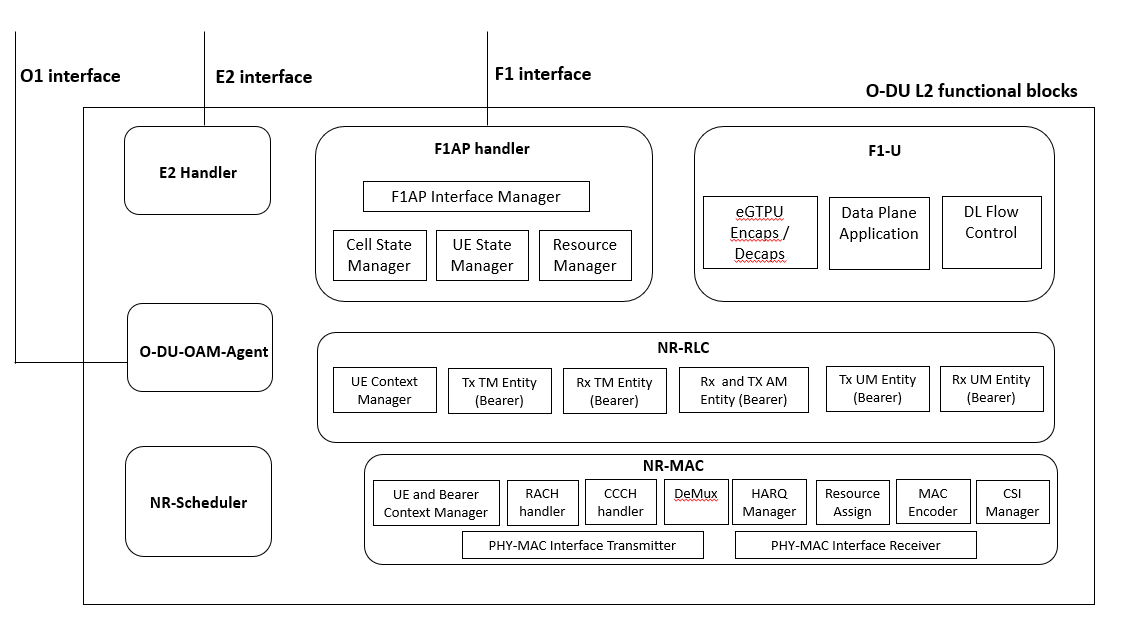 O1 interface
E2 interface
F1 interface
O-DU L2 functional blocks
E2 Handler
F1AP handler
F1AP Interface Manager
Cell State
Manager
UE State
Manager
Resource
Manager
F1-U
eGTPU
Encaps /
Decaps
Data Plane
Application
DL Flow
Control
O-DU-OAM-Agent
NR-RLC
UE Context
Manager
Tx TM Entity
(Bearer)
Rx TM Entity
(Bearer)
Rx and TX AM
Entity (Bearer)
Tx UM Entity
(Bearer)
Rx UM Entity
(Bearer)
NR-Scheduler
NR-MAC
UE and Bearer
Context Manager
RACH
handler
CCCH
handler
DeMux
HARQ
Manager
Resource
Assign
MAC
Encoder
CSI
Manager
PHY-MAC Interface Transmitter
PHY-MAC Interface Receiver